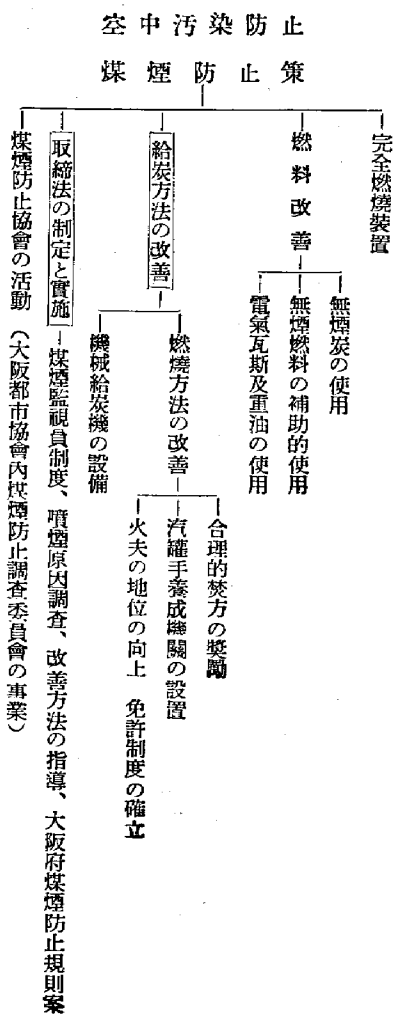 空中汚染防止
煤煙防止策
完全燃燒裝置
燃料改善
無煙炭の使用
無煙燃料の補助的使用
電氣瓦斯及重油の使用
給炭方法の改善
燃燒方法の改善
合理的焚方の奬勵
汽罐手養成機關の設置
火夫の地位の向上 免許制度の確立
機械給炭機の設備
取締法の制定と實施
煤煙監視員制度、噴煙原因調査、改善方法の指導、大阪府煤煙防止規則案
煤煙防止協會の活動（大阪都市協會內煤煙防止調査委員會の事業）